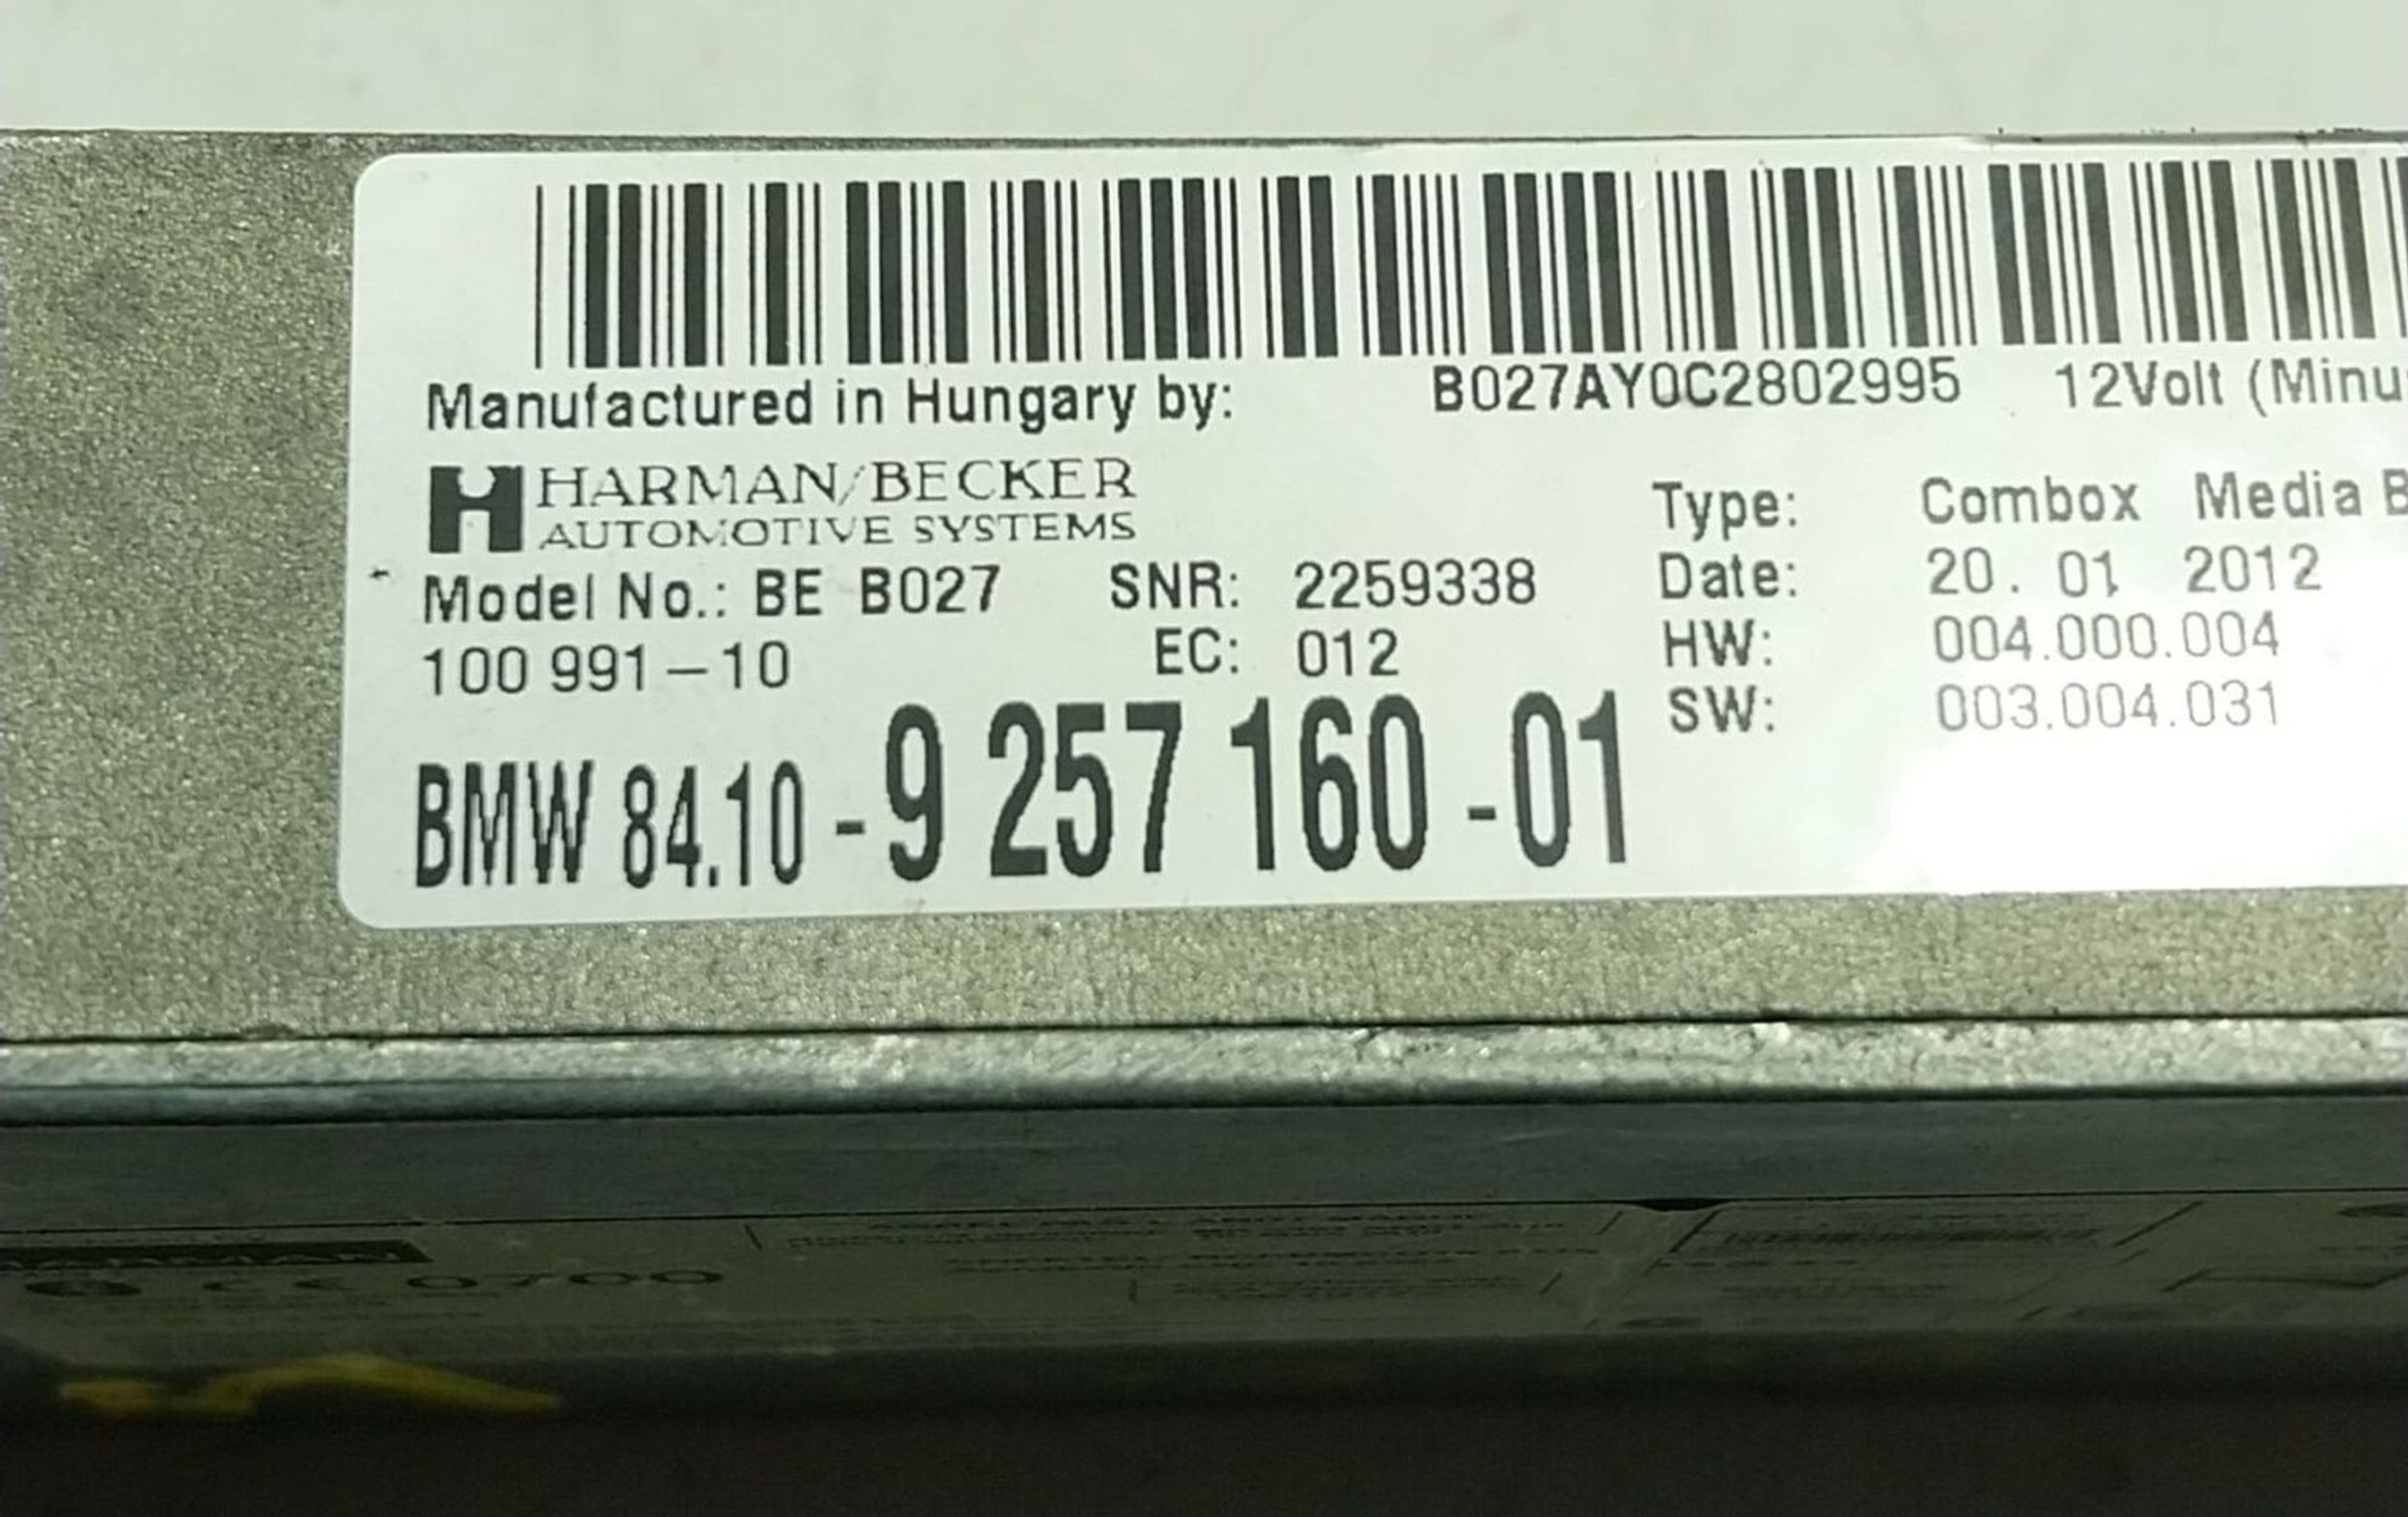 Manufactured in Hungary by: B027AY0C2802995 12Volt (Minu
HARMAN/BECKER
AUTOMOTIVE SYSTEMS
Type: Combox Media B
Model No.: BE B027 SNR: 2259338 Date: 20. 01 2012
100 991-10 EC: 012 HW: 004.000.004
SW: 003.004.031
BMW 84.10 - 9 257 160 - 01
CE 0700